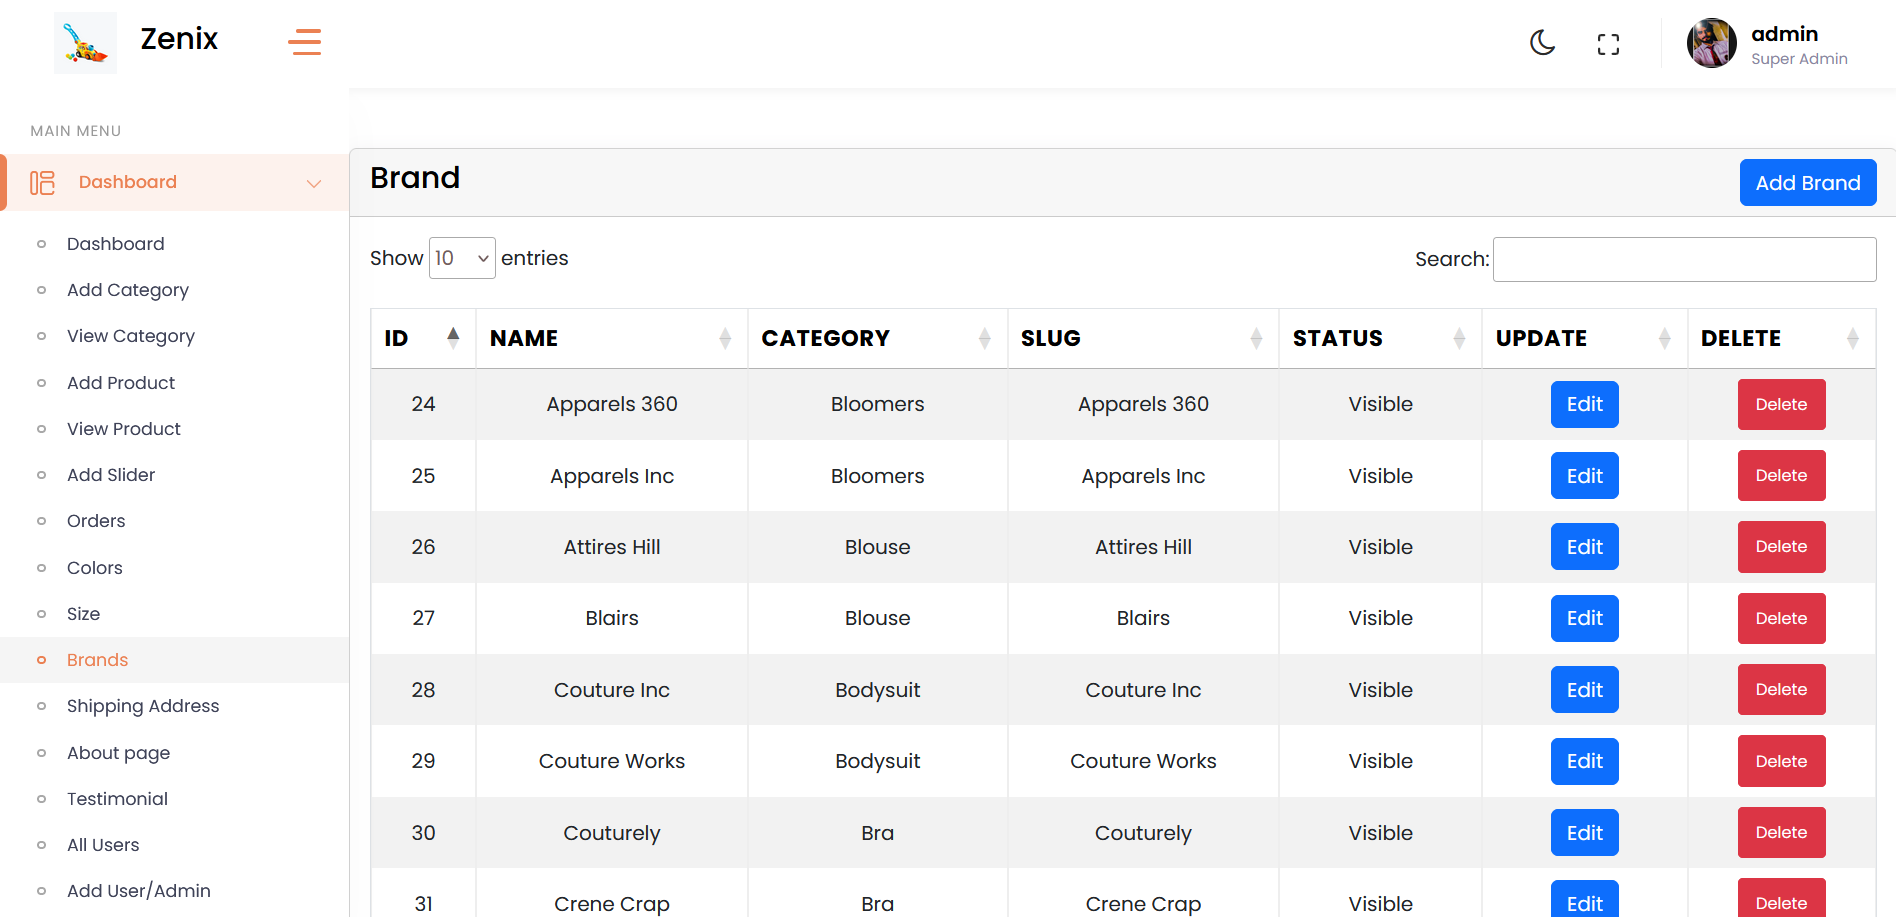 Zenix
admin
Super Admin
MAIN MENU
Dashboard
Dashboard
Add Category
View Category
Add Product
View Product
Add Slider
Orders
Colors
Size
Brands
Shipping Address
About page
Testimonial
All Users
Add User/Admin
Brand
Add Brand
Show 10 entries
Search:
ID NAME CATEGORY SLUG STATUS UPDATE DELETE
24 Apparels 360 Bloomers Apparels 360 Visible Edit Delete
25 Apparels Inc Bloomers Apparels Inc Visible Edit Delete
26 Attires Hill Blouse Attires Hill Visible Edit Delete
27 Blairs Blouse Blairs Visible Edit Delete
28 Couture Inc Bodysuit Couture Inc Visible Edit Delete
29 Couture Works Bodysuit Couture Works Visible Edit Delete
30 Couturely Bra Couturely Visible Edit Delete
31 Crene Crap Bra Crene Crap Visible Edit Delete